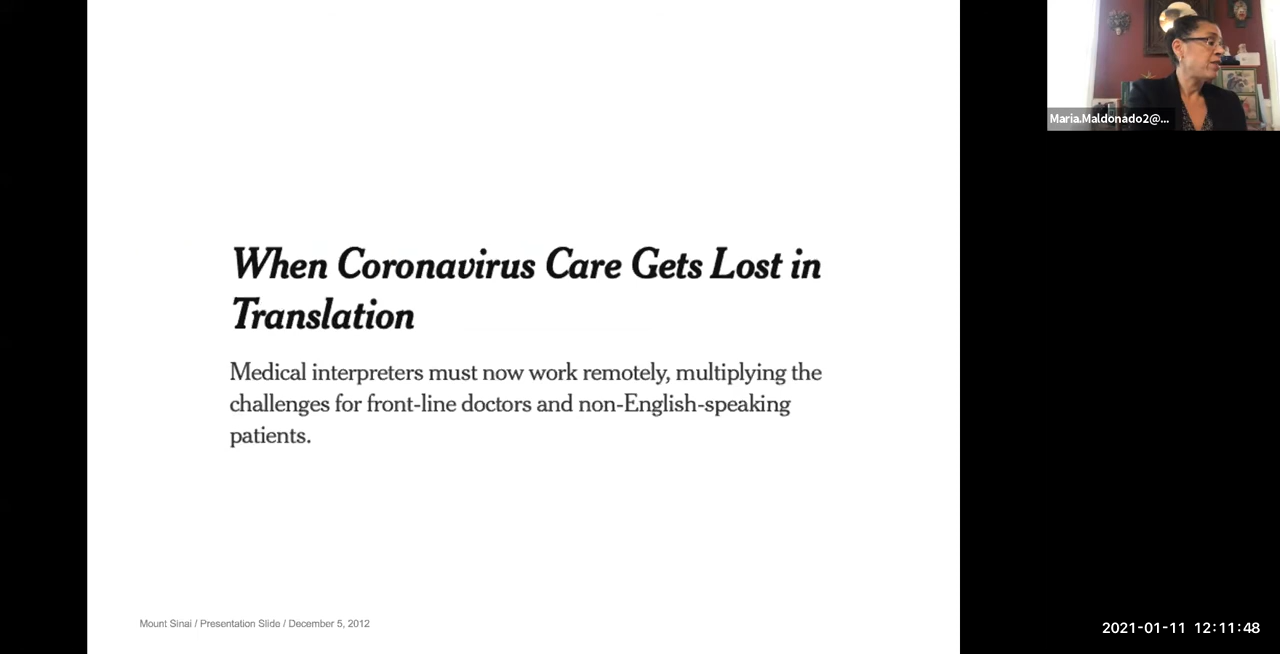 When Coronavirus Care Gets Lost in
Translation
Medical interpreters must now work remotely, multiplying the
challenges for front-line doctors and non-English-speaking
patients.
Mount Sinai / Presentation Slide / December 5, 2012
Maria.Maldonado2@...
2021-01-11 12:11:48